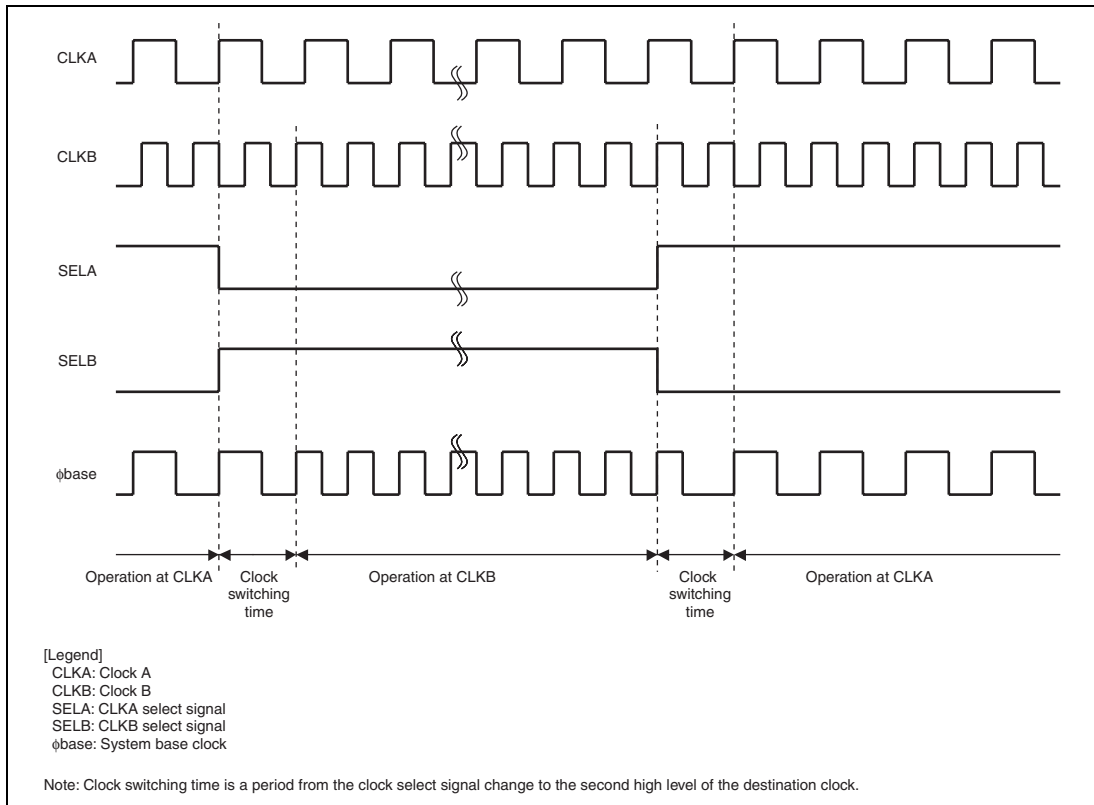 CLKA
CLKB
SELA
SELB
φbase
Operation at CLKA
Clock
switching
time
Operation at CLKB
Clock
switching
time
Operation at CLKA
[Legend]
CLKA: Clock A
CLKB: Clock B
SELA: CLKA select signal
SELB: CLKB select signal
φbase: System base clock
Note: Clock switching time is a period from the clock select signal change to the second high level of the destination clock.